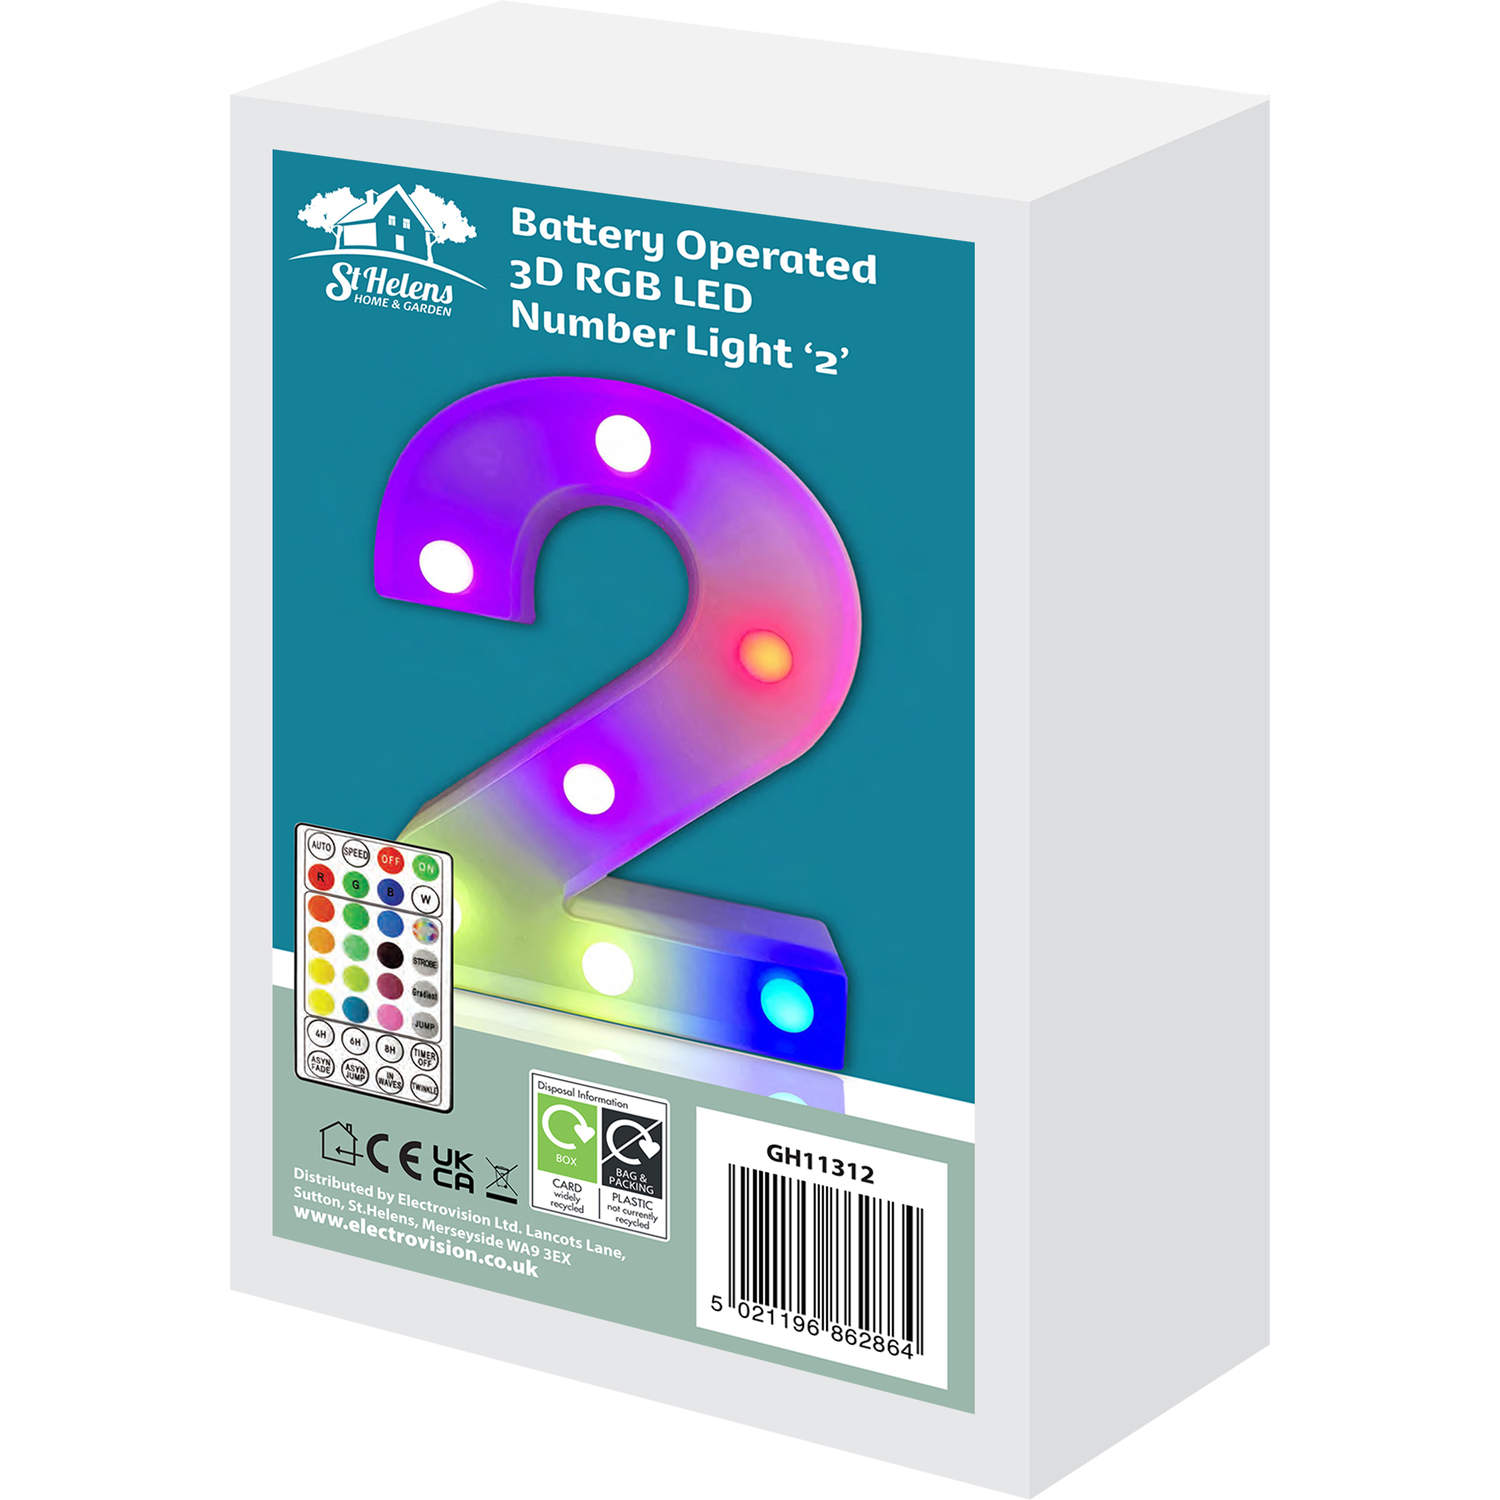 St Helens
HOME & GARDEN
Battery Operated
3D RGB LED
Number Light ‘2’
AUTO SPEED OFF ON
R G B W
STROBE
Gradient
JUMP
4H 6H 8H TIMER OFF
ASYN FADE ASYN JUMP IN WAVES TWINKLE
CE UK CA
Distributed by Electrovision Ltd. Lancots Lane,
Sutton, St.Helens, Merseyside WA9 3EX
www.electrovision.co.uk
Disposal Information
BOX
CARD
widely
recycled
BAG &
PACKING
PLASTIC
not currently
recycled
GH11312
5 021196 862864